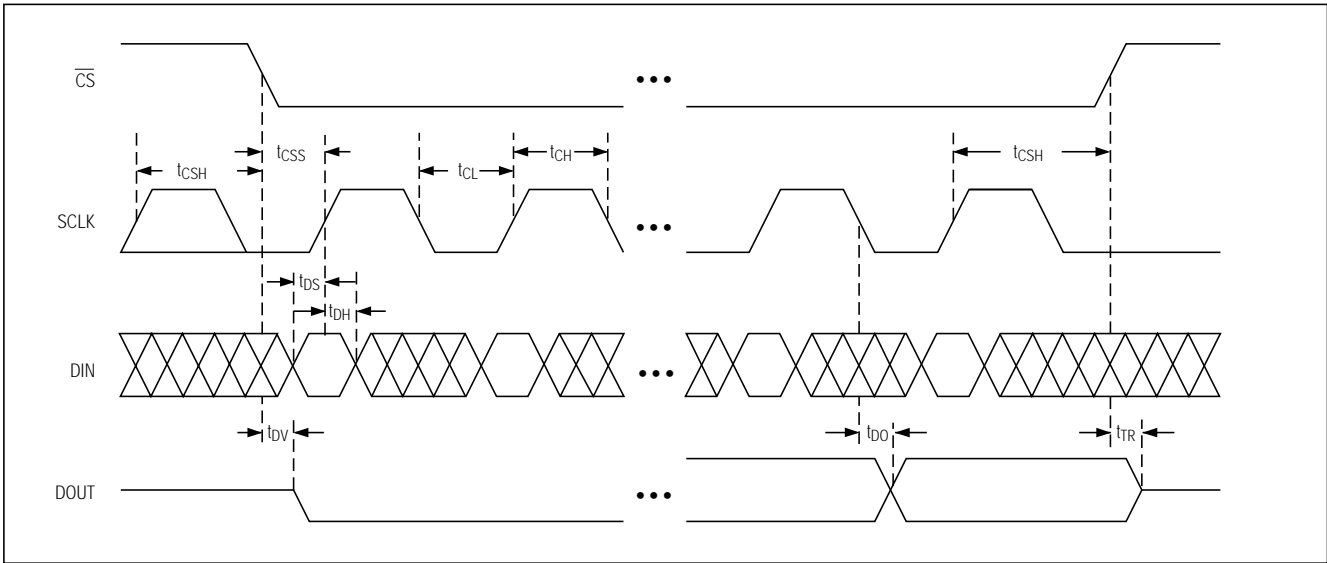 CS
tCSS
tCH
tCSH
tCL
tCSH
SCLK
tDS
tDH
DIN
tDV
tDO
tTR
DOUT